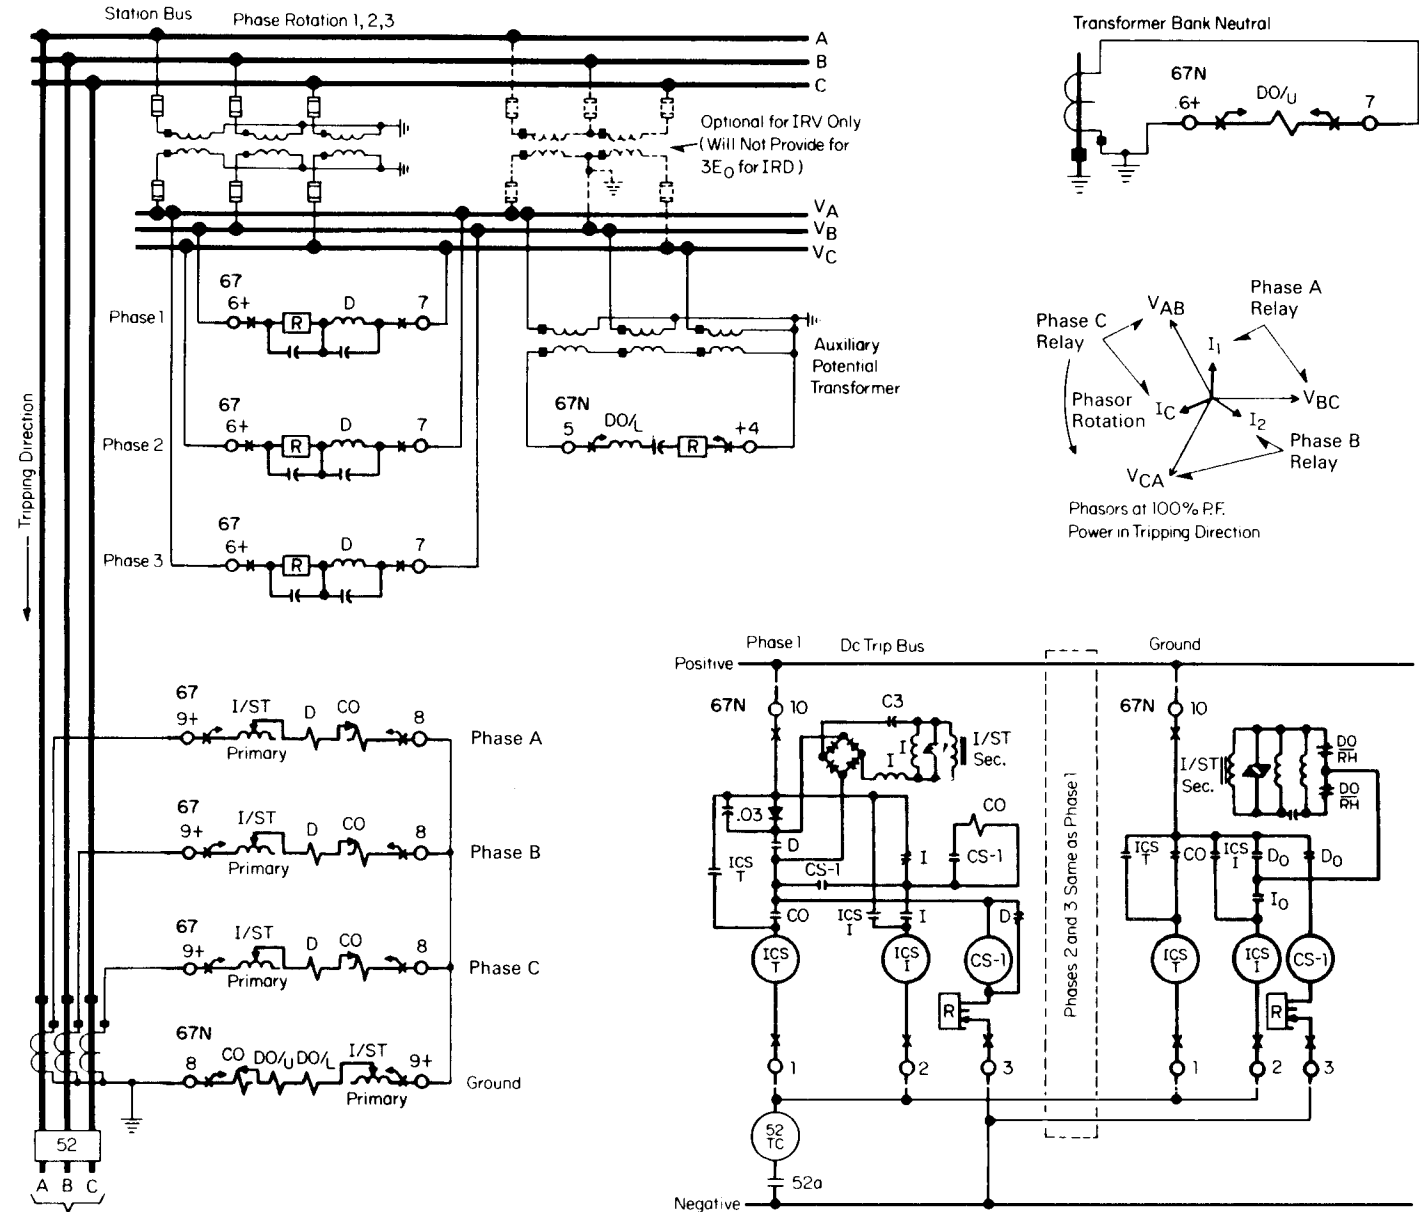 Station Bus
Phase Rotation 1, 2,3
A
B
C
Optional for IRV Only
(Will Not Provide for
3E0 for IRD)
VA
VB
VC
Transformer Bank Neutral
67N
6+
DO/U
7
Phase 1
67
6+
R
D
7
Phase 2
67
6+
R
D
7
Phase 3
67
6+
R
D
7
Auxiliary
Potential
Transformer
67N
5
DO/L
R
+4
Tripping Direction
VAB
Phase A
Relay
Phase C
Relay
I1
Phasor
Rotation
IC
VBC
I2
Phase B
Relay
VCA
Phasors at 100% P.F.
Power in Tripping Direction
67
9+
I/ST
Primary
D
CO
8
Phase A
67
9+
I/ST
Primary
D
CO
8
Phase B
67
9+
I/ST
Primary
D
CO
8
Phase C
67N
8
CO
DO/U
DO/L
I/ST
Primary
9+
Ground
52
A
B
C
Phase 1
Dc Trip Bus
Ground
Positive
67N
10
C3
I
I
I/ST
Sec.
.03
D
ICS
T
CS-1
I
CO
CS-1
CO
ICS
I
I
D
ICS
T
ICS
I
CS-1
R
1
2
3
52
TC
52a
Negative
Phases 2 and 3 Same as Phase 1
67N
10
I/ST
Sec.
DO
RH
DO
RH
ICS
T
CO
ICS
I
DO
DO
IO
ICS
T
ICS
I
CS-1
R
1
2
3